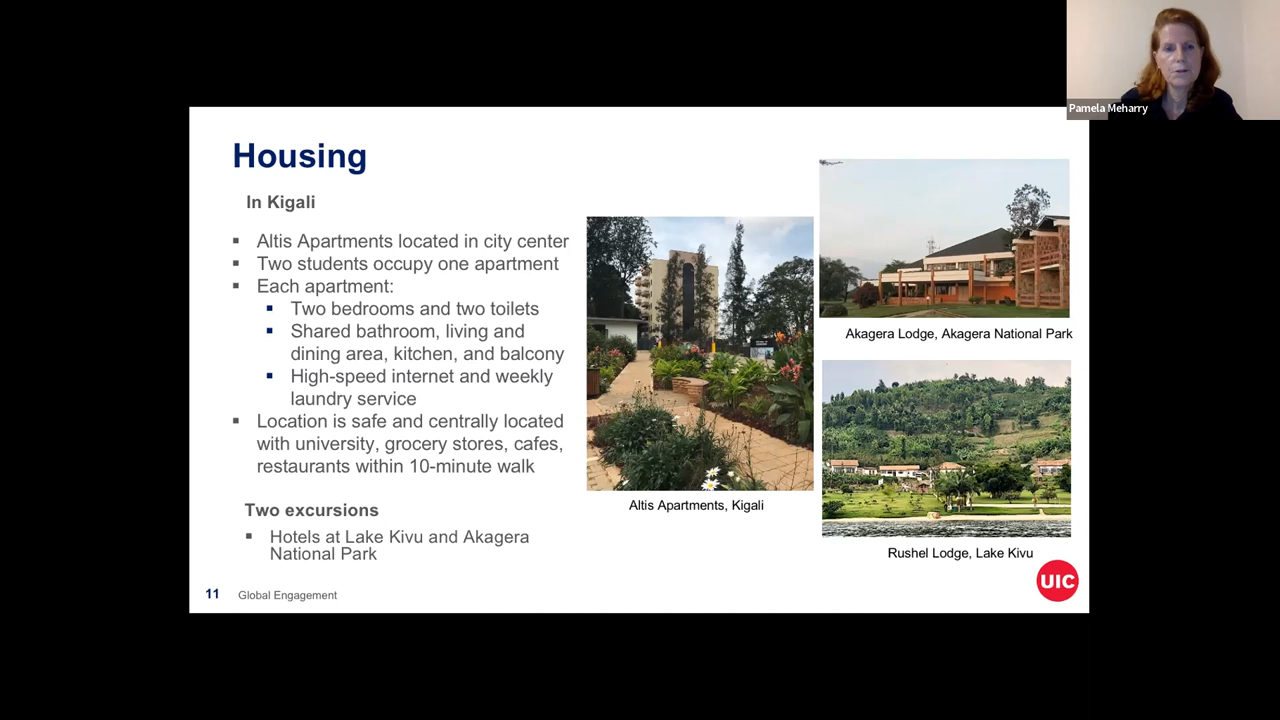 Pamela Meharry
Housing
In Kigali
▪ Altis Apartments located in city center
▪ Two students occupy one apartment
▪ Each apartment:
▪ Two bedrooms and two toilets
▪ Shared bathroom, living and
dining area, kitchen, and balcony
▪ High-speed internet and weekly
laundry service
▪ Location is safe and centrally located
with university, grocery stores, cafes,
restaurants within 10-minute walk
Two excursions
▪ Hotels at Lake Kivu and Akagera
National Park
Altis Apartments, Kigali
Akagera Lodge, Akagera National Park
Rushel Lodge, Lake Kivu
11 Global Engagement
UIC